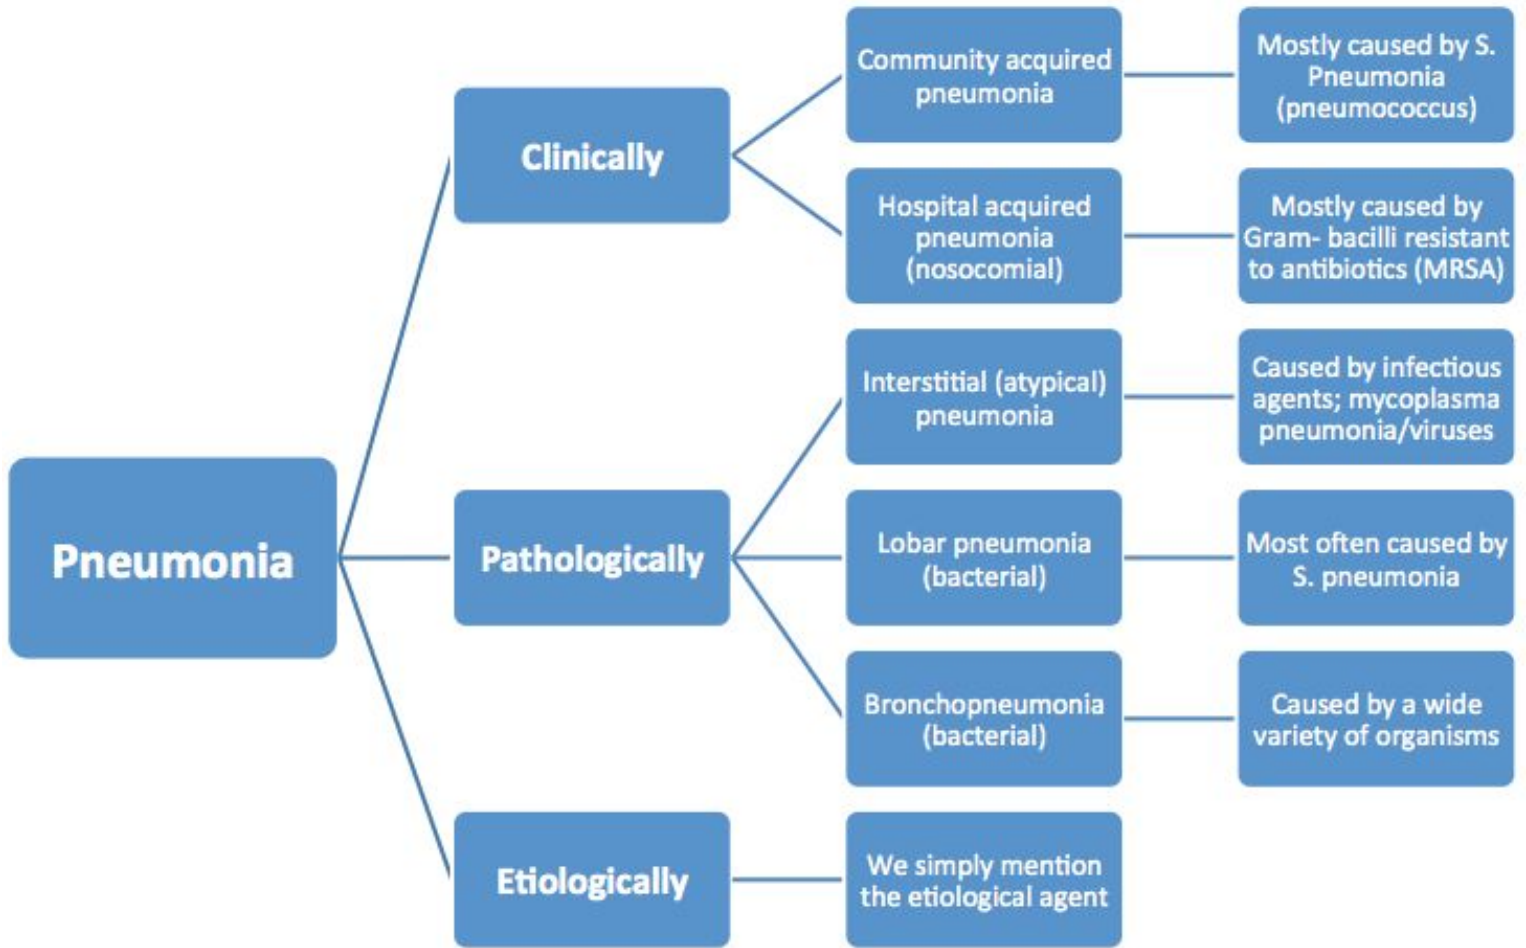 Pneumonia
Clinically
Community acquired
pneumonia
Mostly caused by S.
Pneumonia
(pneumococcus)
Hospital acquired
pneumonia
(nosocomial)
Mostly caused by
Gram- bacilli resistant
to antibiotics (MRSA)
Pathologically
Interstitial (atypical)
pneumonia
Caused by infectious
agents; mycoplasma
pneumonia/viruses
Lobar pneumonia
(bacterial)
Most often caused by
S. pneumonia
Bronchopneumonia
(bacterial)
Caused by a wide
variety of organisms
Etiologically
We simply mention
the etiological agent